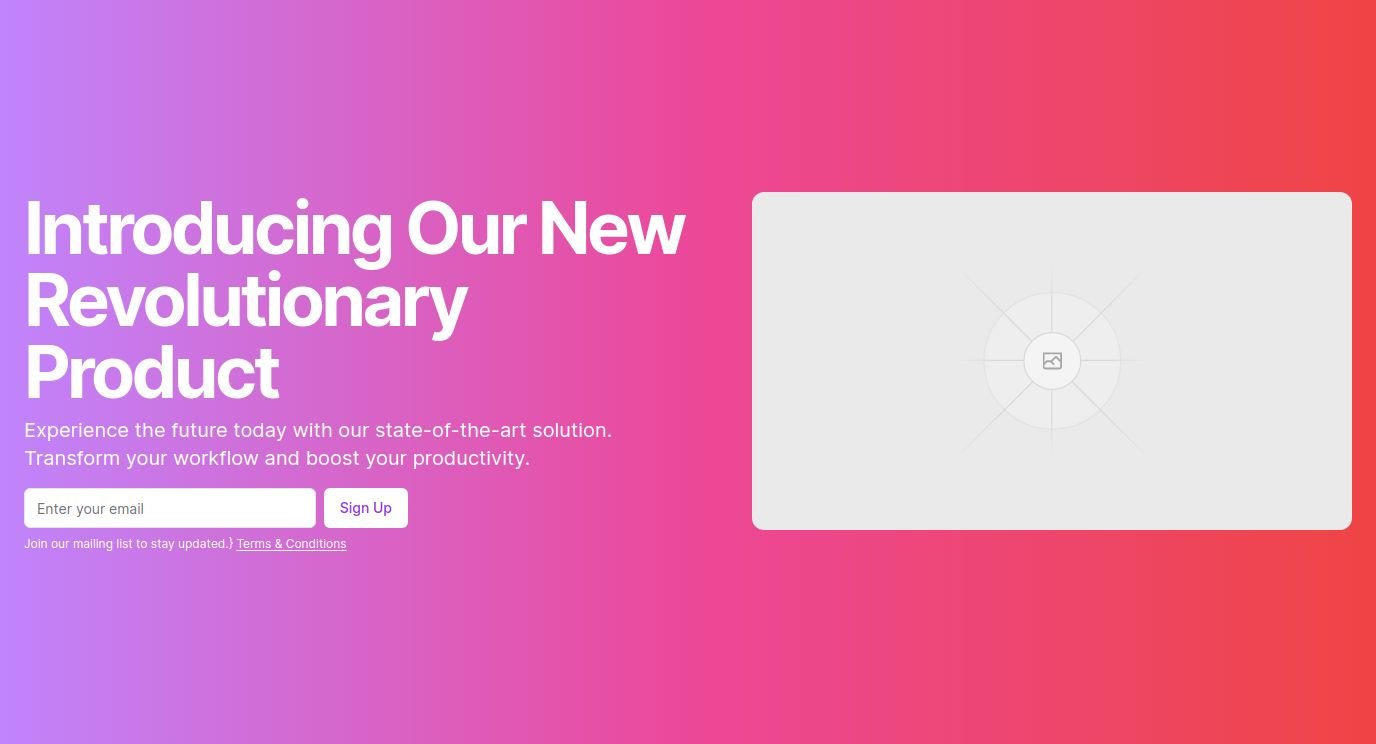 Introducing Our New
Revolutionary
Product
Experience the future today with our state-of-the-art solution.
Transform your workflow and boost your productivity.
Enter your email
Sign Up
Join our mailing list to stay updated.} Terms & Conditions